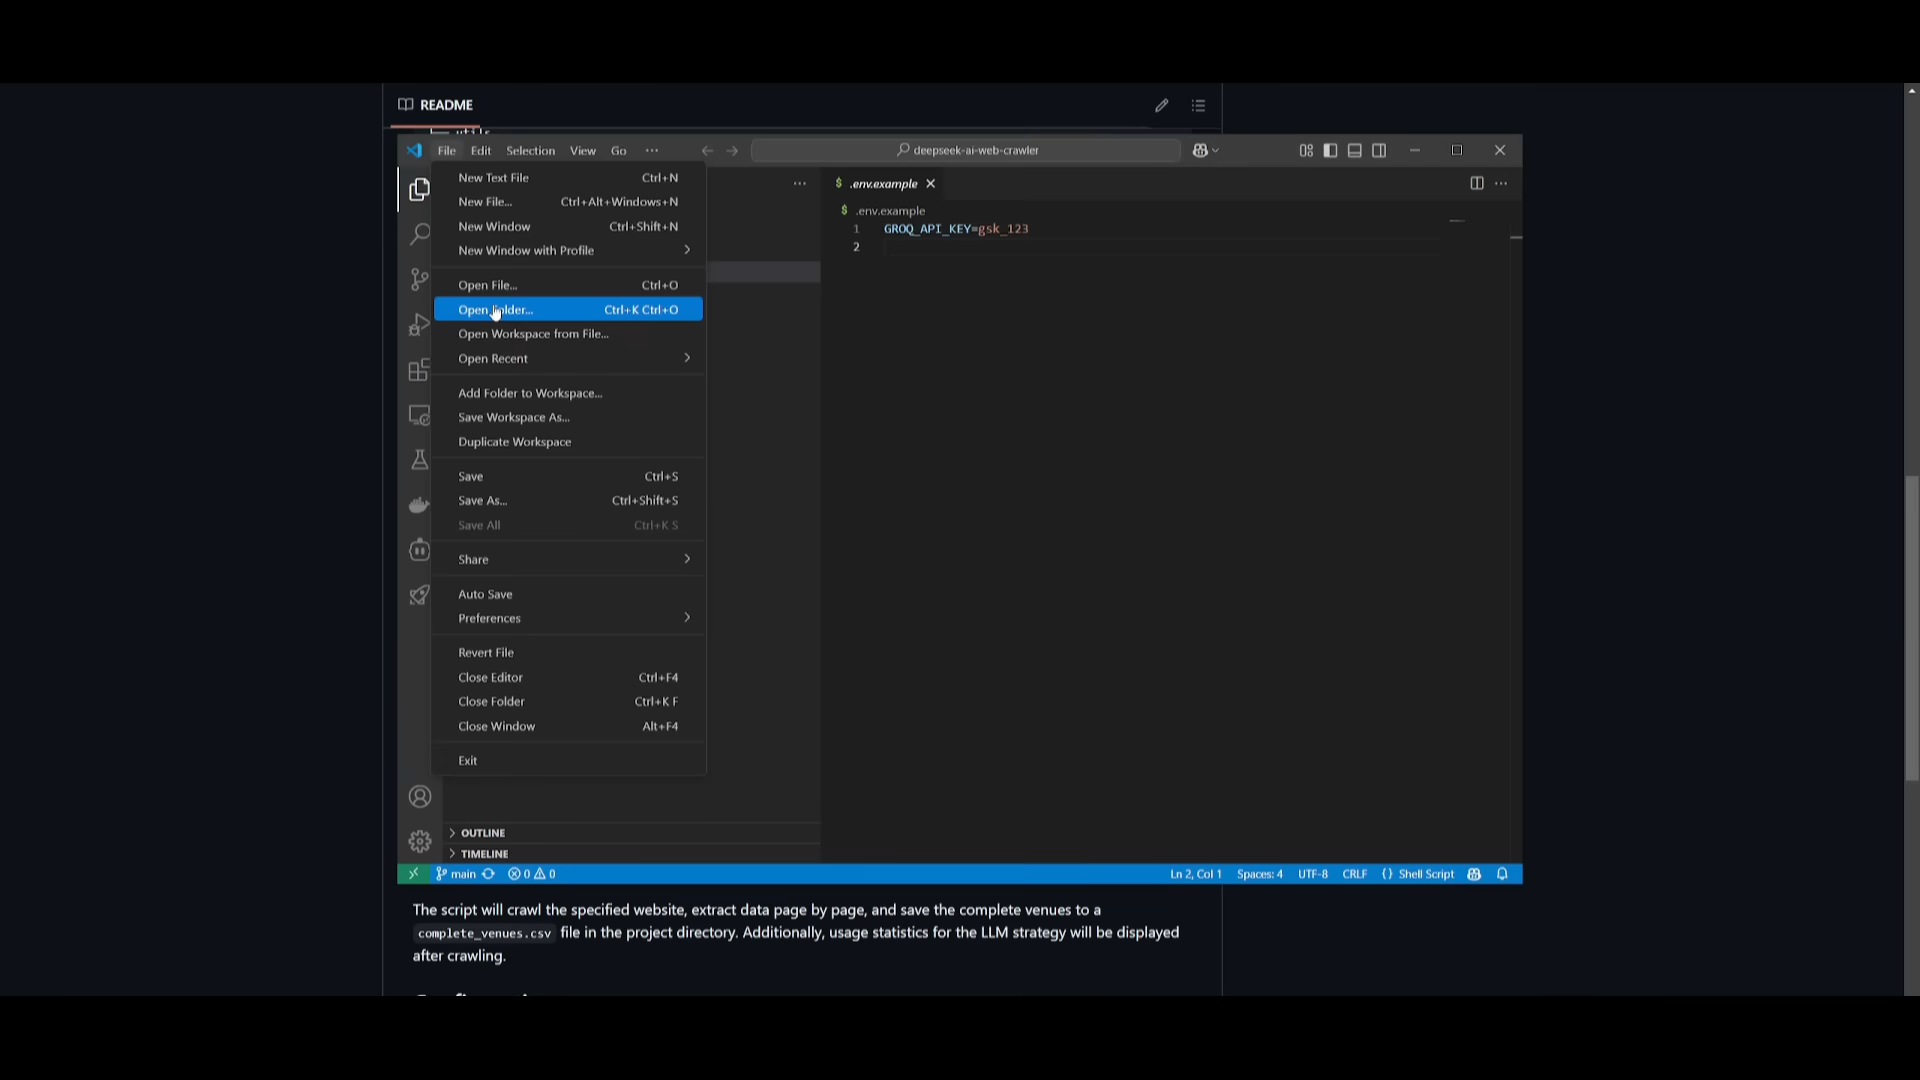 README
utils
File Edit Selection View Go ... deepseek-ai-web-crawler
New Text File Ctrl+N
New File... Ctrl+Alt+Windows+N
New Window Ctrl+Shift+N
New Window with Profile
Open File... Ctrl+O
Open Folder... Ctrl+K Ctrl+O
Open Workspace from File...
Open Recent
Add Folder to Workspace...
Save Workspace As...
Duplicate Workspace
Save Ctrl+S
Save As... Ctrl+Shift+S
Save All Ctrl+K S
Share
Auto Save
Preferences
Revert File
Close Editor Ctrl+F4
Close Folder Ctrl+K F
Close Window Alt+F4
Exit
$ .env.example
$ .env.example
1 GROQ_API_KEY=gsk_123
2
OUTLINE
TIMELINE
main 0 0 Ln 2, Col 1 Spaces: 4 UTF-8 CRLF {} Shell Script
The script will crawl the specified website, extract data page by page, and save the complete venues to a
complete_venues.csv file in the project directory. Additionally, usage statistics for the LLM strategy will be displayed
after crawling.